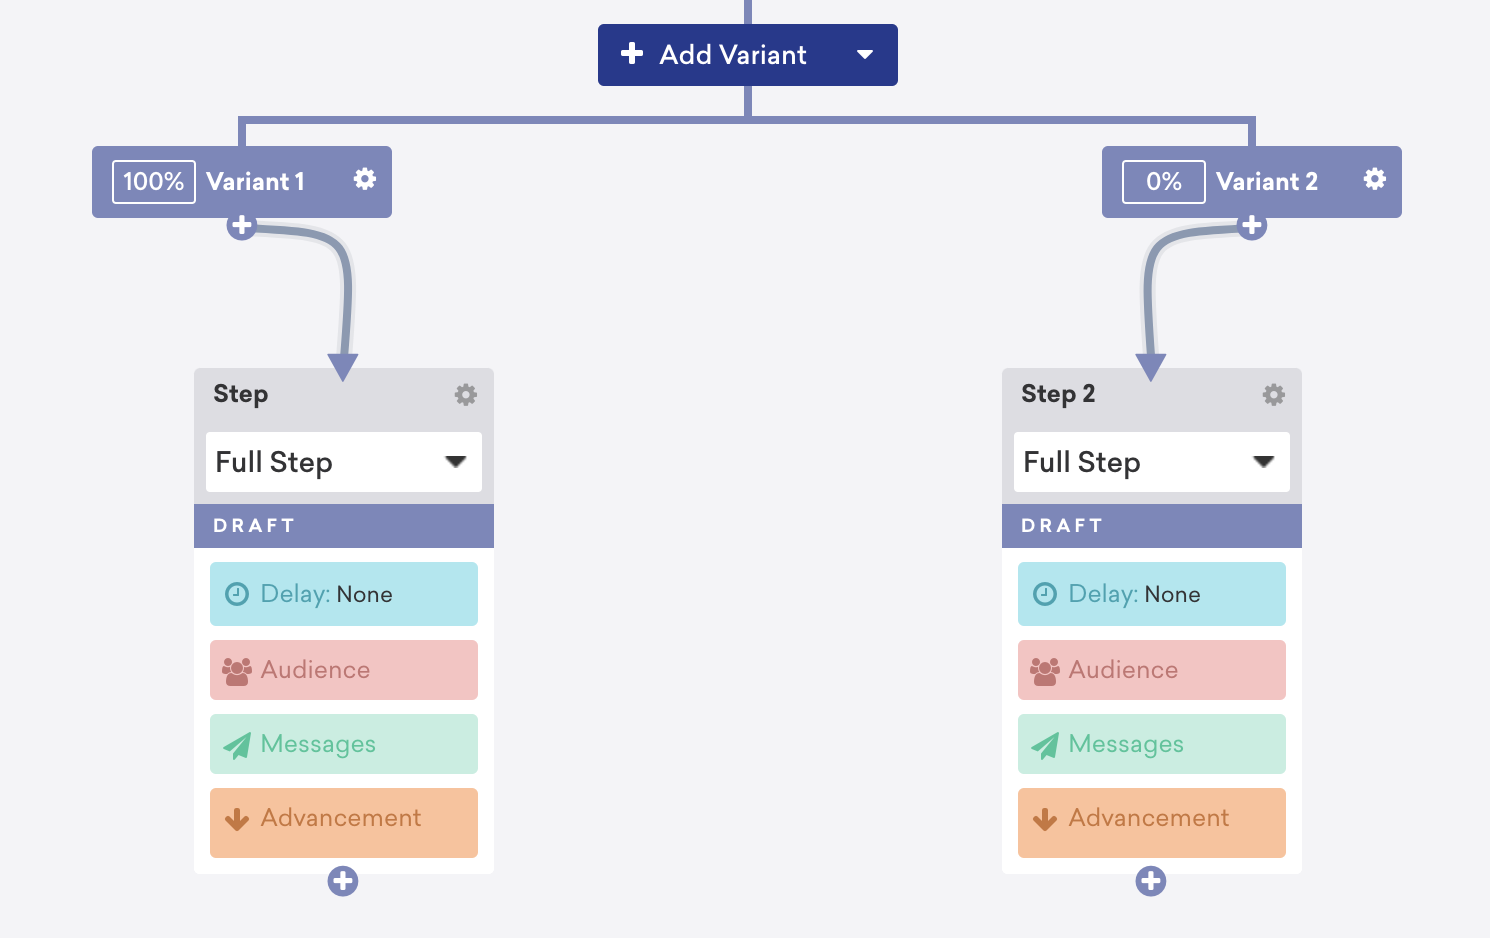 Add Variant
100% Variant 1
0% Variant 2
Step
Full Step
DRAFT
Delay: None
Audience
Messages
Advancement
Step 2
Full Step
DRAFT
Delay: None
Audience
Messages
Advancement